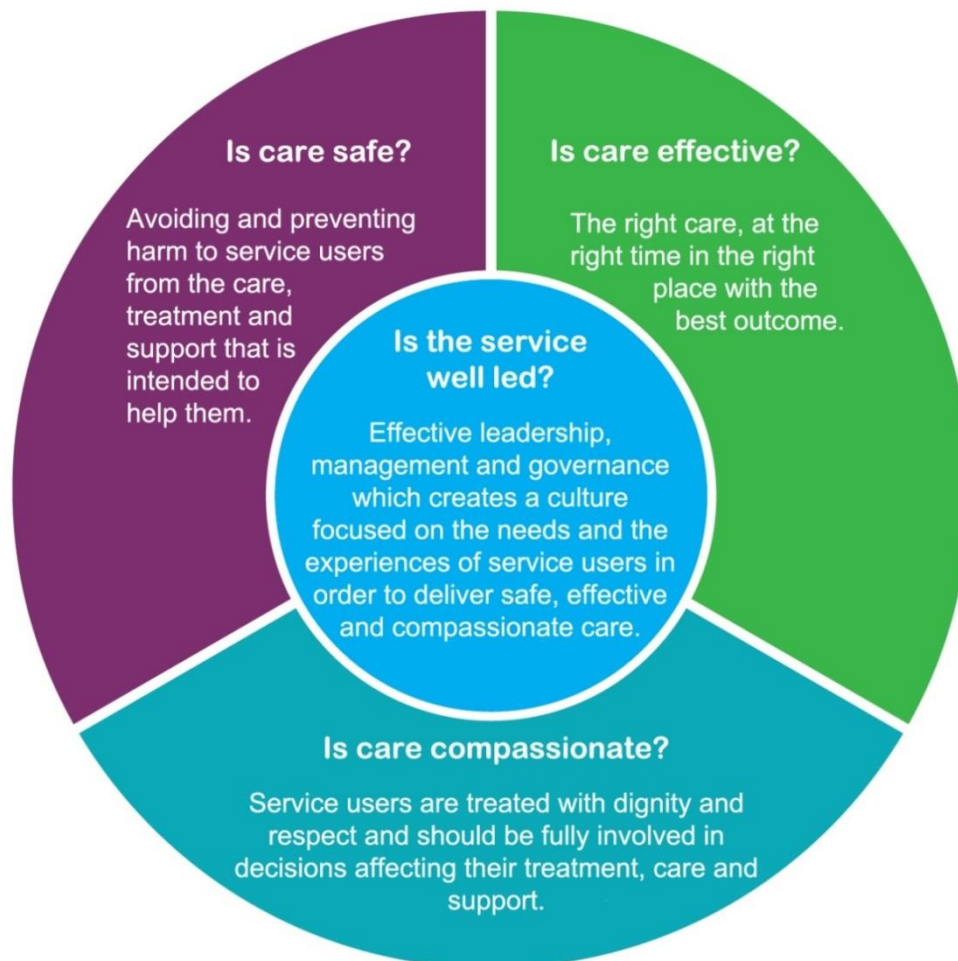 Is care safe?
Avoiding and preventing
harm to service users
from the care,
treatment and
support that is
intended to
help them.
Is care effective?
The right care, at the
right time in the right
place with the
best outcome.
Is the service
well led?
Effective leadership,
management and governance
which creates a culture
focused on the needs and the
experiences of service users in
order to deliver safe, effective
and compassionate care.
Is care compassionate?
Service users are treated with dignity and
respect and should be fully involved in
decisions affecting their treatment, care and
support.